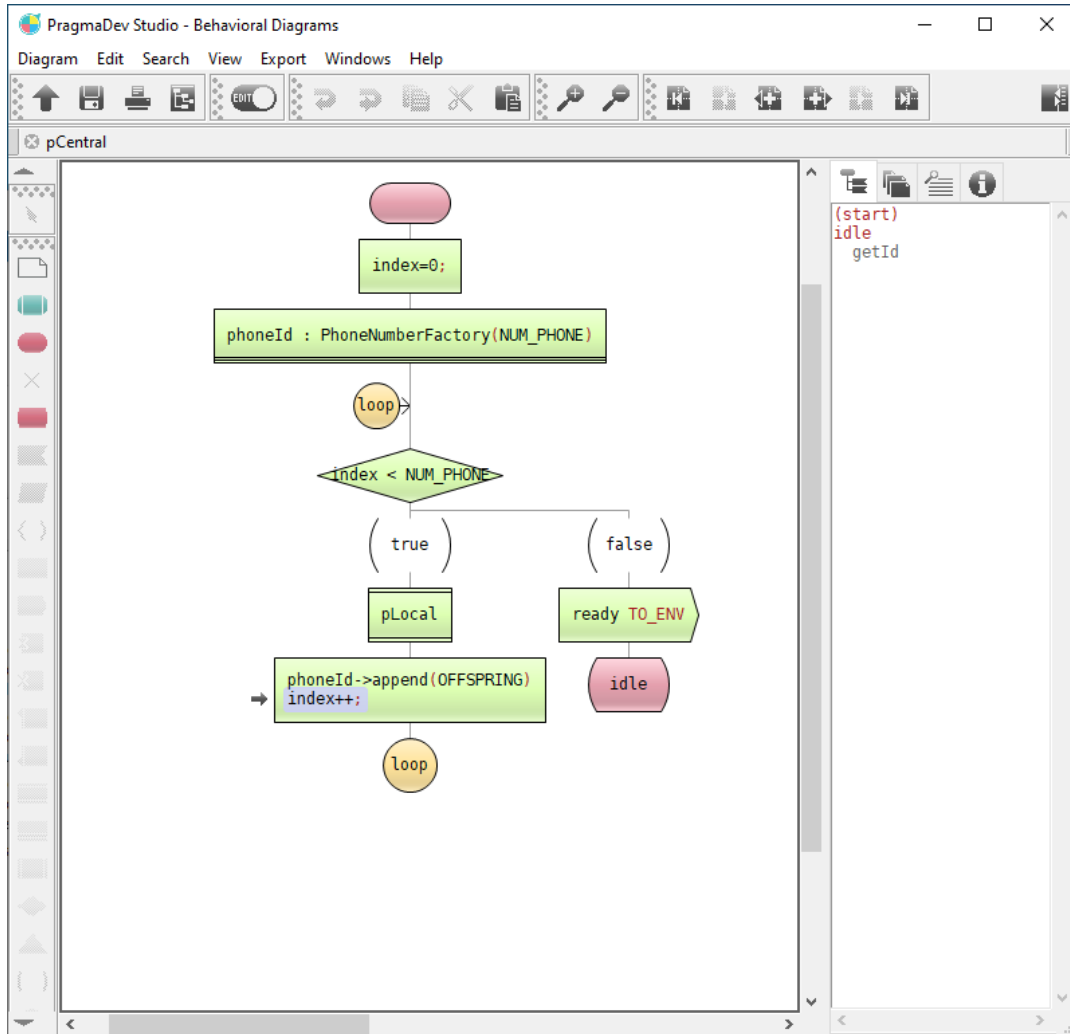 PragmaDev Studio - Behavioral Diagrams
Diagram Edit Search View Export Windows Help
EDIT
pCentral
(start)
idle
getId
index=0;
phoneId : PhoneNumberFactory(NUM_PHONE)
loop
index < NUM_PHONE
true
false
pLocal
ready TO_ENV
phoneId->append(OFFSPRING)
index++;
idle
loop